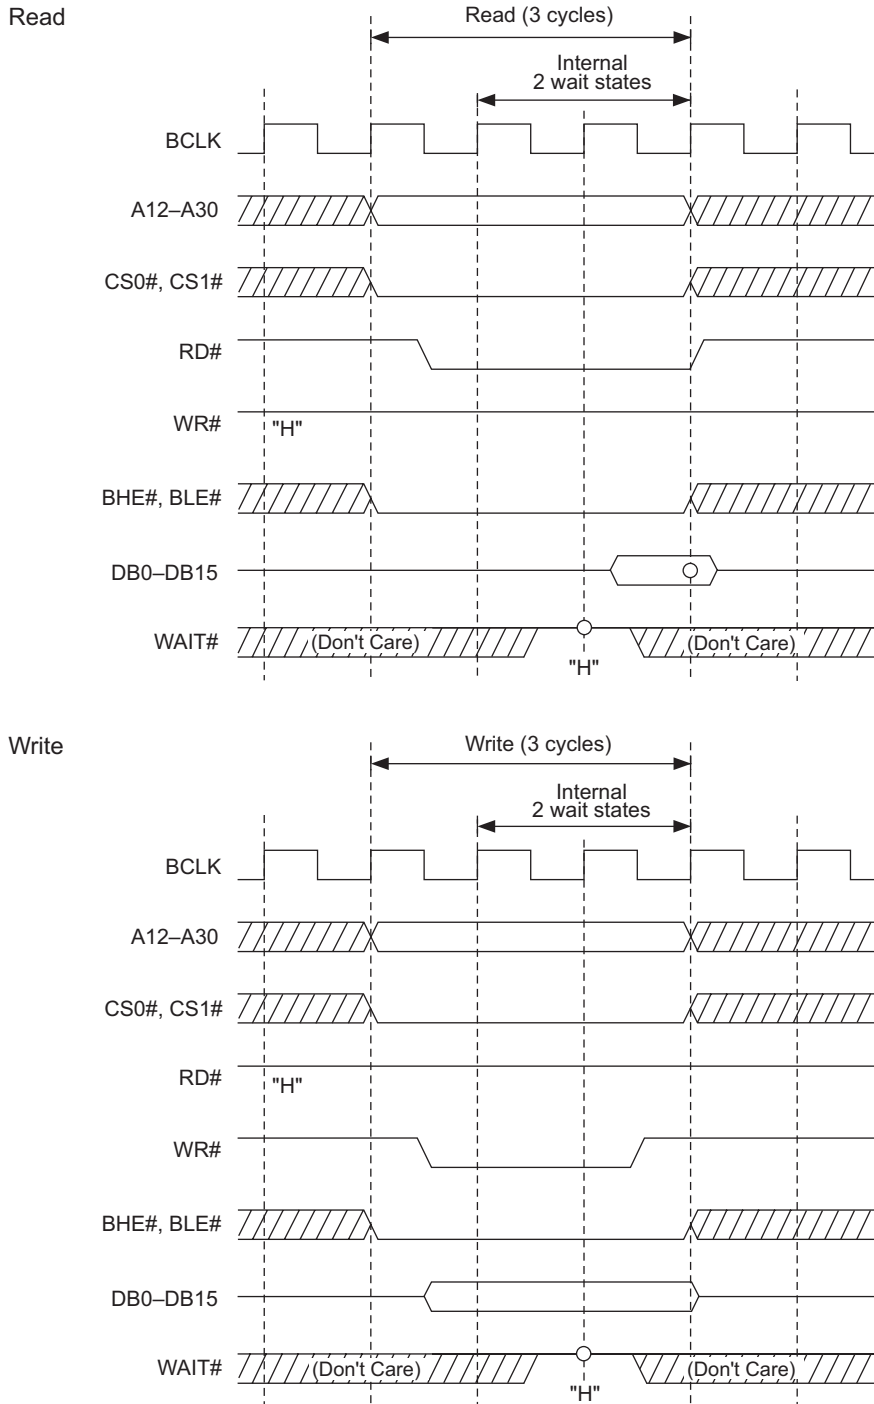 Read
Read (3 cycles)
Internal
2 wait states
BCLK
A12–A30
CS0#, CS1#
RD#
WR#
"H"
BHE#, BLE#
DB0–DB15
WAIT#
(Don't Care)
(Don't Care)
"H"
Write
Write (3 cycles)
Internal
2 wait states
BCLK
A12–A30
CS0#, CS1#
RD#
"H"
WR#
BHE#, BLE#
DB0–DB15
WAIT#
(Don't Care)
(Don't Care)
"H"